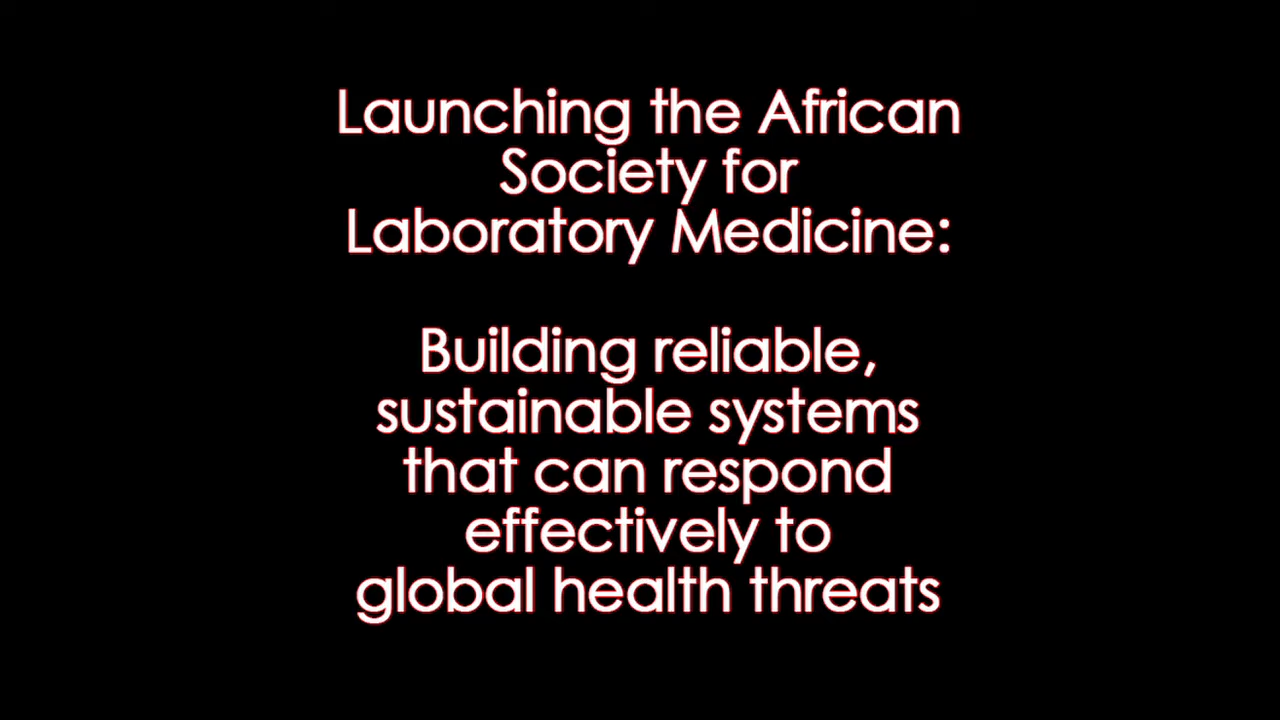 Launching the African
Society for
Laboratory Medicine:
Building reliable,
sustainable systems
that can respond
effectively to
global health threats